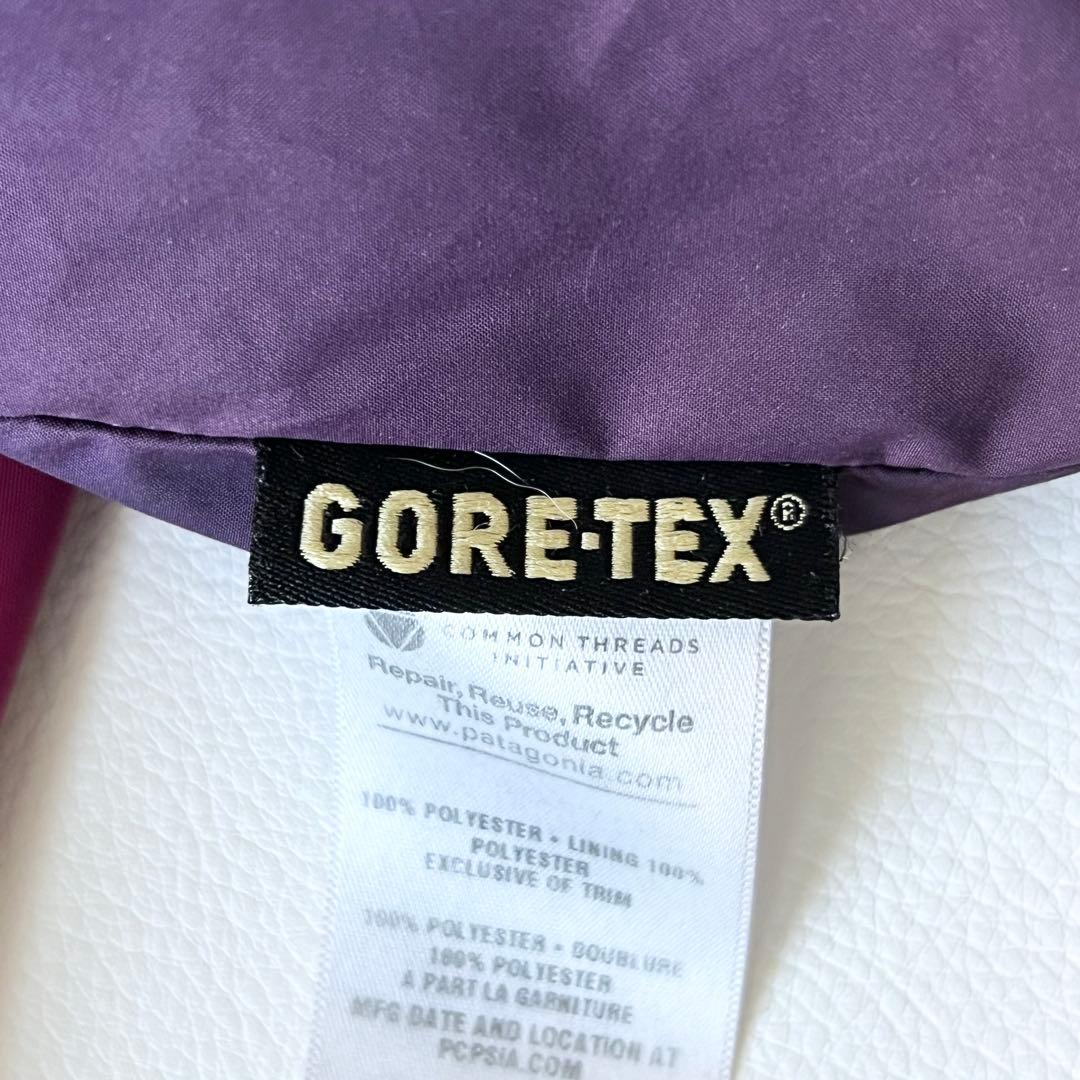 GORE-TEX®
COMMON THREADS
INITIATIVE
Repair, Reuse, Recycle
This Product
www.patagonia.com
100% POLYESTER • LINING 100%
POLYESTER
EXCLUSIVE OF TRIM
100% POLYESTER • DOUBLURE
100% POLYESTER
À PART LA GARNITURE
MFG DATE AND LOCATION AT
PCPSIA.COM